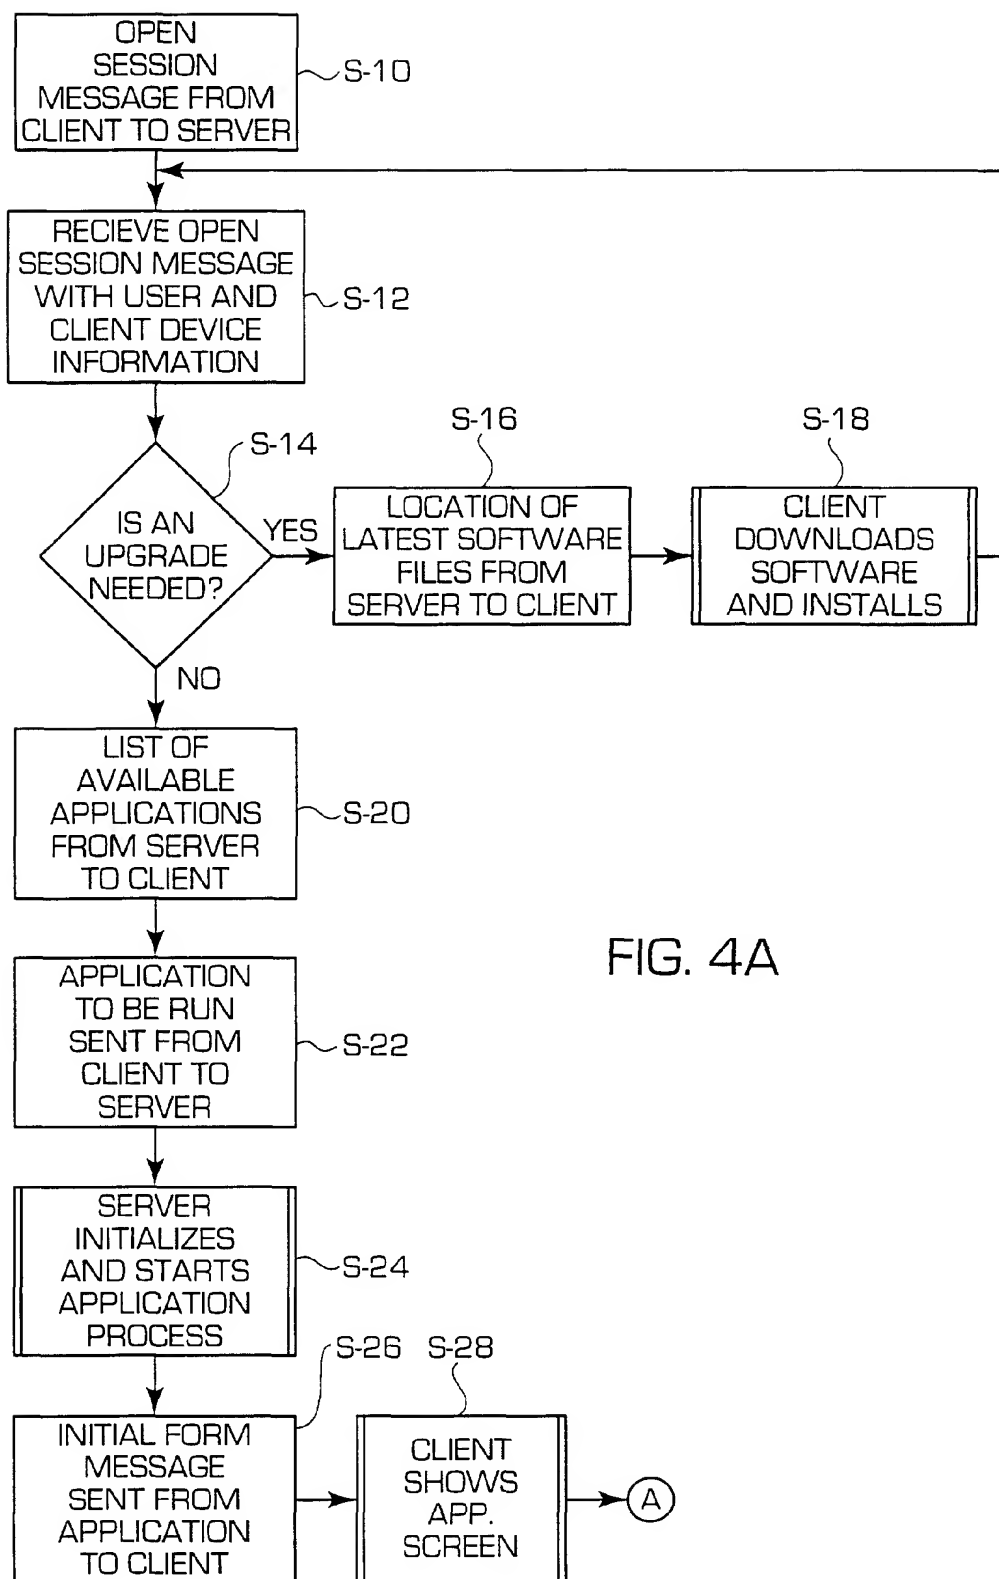 OPEN
SESSION
MESSAGE FROM
CLIENT TO SERVER
S-10
RECIEVE OPEN
SESSION MESSAGE
WITH USER AND
CLIENT DEVICE
INFORMATION
S-12
S-14
IS AN
UPGRADE
NEEDED?
YES
NO
S-16
LOCATION OF
LATEST SOFTWARE
FILES FROM
SERVER TO CLIENT
S-18
CLIENT
DOWNLOADS
SOFTWARE
AND INSTALLS
LIST OF
AVAILABLE
APPLICATIONS
FROM SERVER
TO CLIENT
S-20
FIG. 4A
APPLICATION
TO BE RUN
SENT FROM
CLIENT TO
SERVER
S-22
SERVER
INITIALIZES
AND STARTS
APPLICATION
PROCESS
S-24
S-26
INITIAL FORM
MESSAGE
SENT FROM
APPLICATION
TO CLIENT
S-28
CLIENT
SHOWS
APP.
SCREEN
A